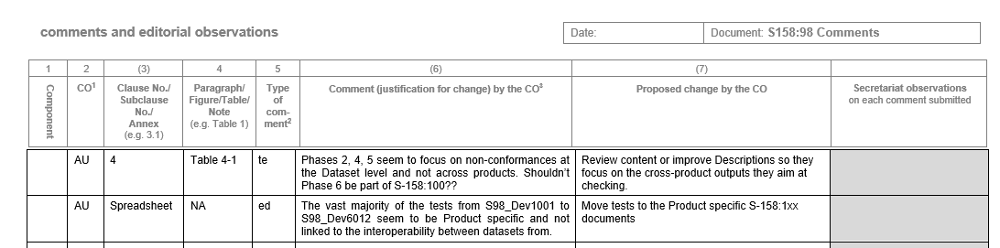 comments and editorial observations
Date:
Document: S158:98 Comments
1
2
(3)
4
5
(6)
(7)
Component
CO1
Clause No./
Subclause
No./
Annex
(e.g. 3.1)
Paragraph/
Figure/Table/
Note
(e.g. Table 1)
Type
of
com-
ment2
Comment (justification for change) by the CO3
Proposed change by the CO
Secretariat observations
on each comment submitted
AU
4
Table 4-1
te
Phases 2, 4, 5 seem to focus on non-conformances at
the Dataset level and not across products. Shouldn't
Phase 6 be part of S-158:100??
Review content or improve Descriptions so they
focus on the cross-product outputs they aim at
checking.
AU
Spreadsheet
NA
ed
The vast majority of the tests from S98_Dev1001 to
S98_Dev6012 seem to be Product specific and not
linked to the interoperability between datasets from.
Move tests to the Product specific S-158:1xx
documents